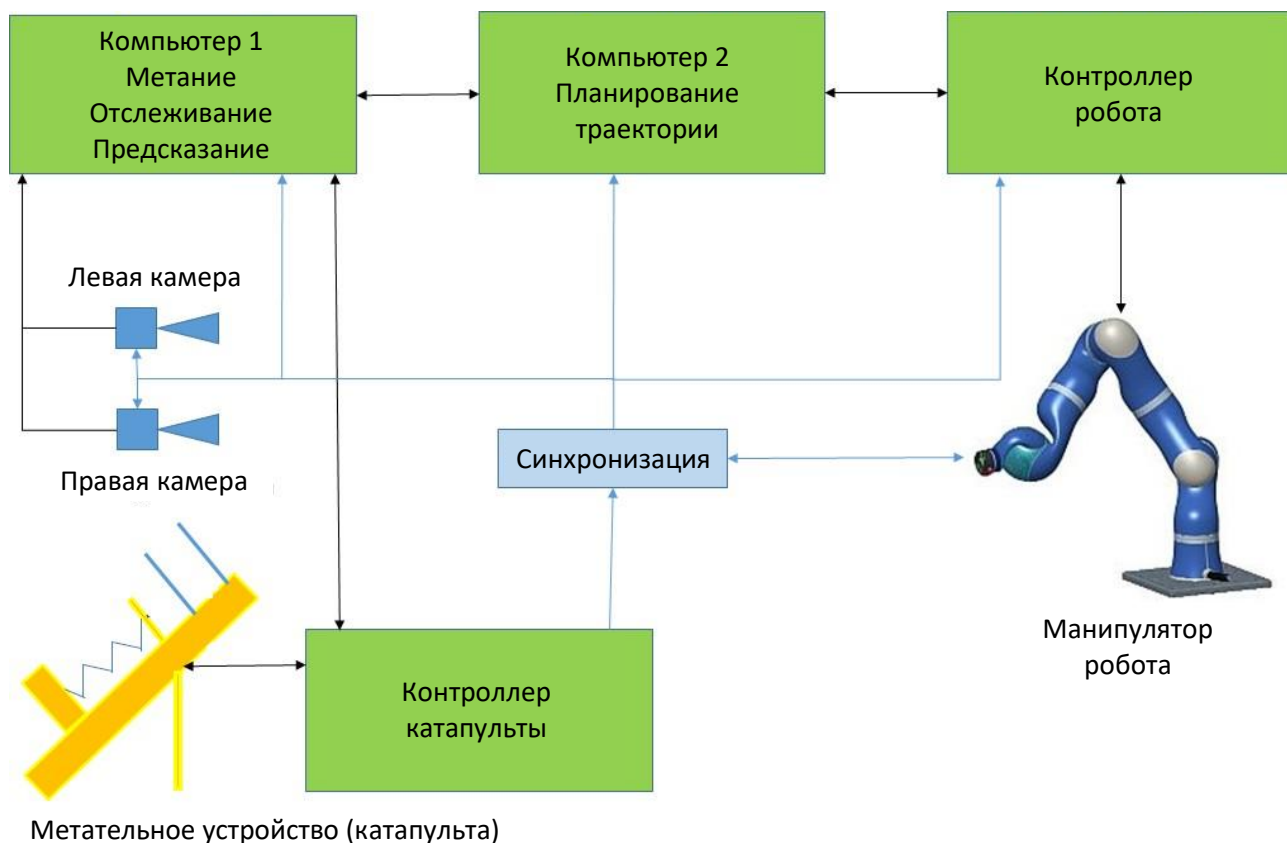 Компьютер 1
Метание
Отслеживание
Предсказание
Компьютер 2
Планирование
траектории
Контроллер
робота
Левая камера
Правая камера
Синхронизация
Манипулятор
робота
Контроллер
катапульты
Метательное устройство (катапульта)